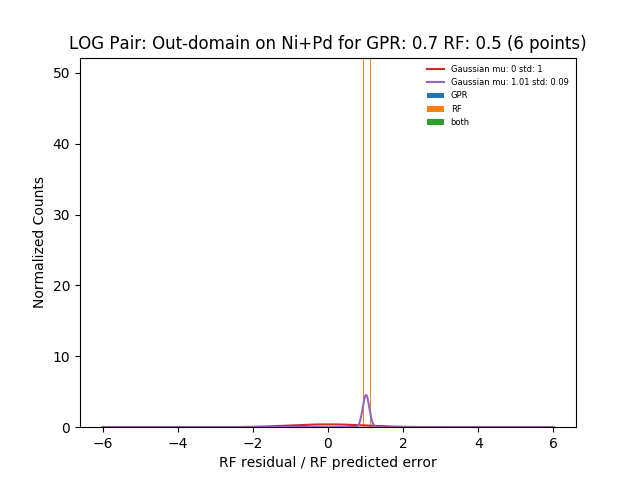 LOG Pair: Out-domain on Ni+Pd for GPR: 0.7 RF: 0.5 (6 points)
Gaussian mu: 0 std: 1
Gaussian mu: 1.01 std: 0.09
GPR
RF
both
Normalized Counts
50
40
30
20
10
0
−6 −4 −2 0 2 4 6
RF residual / RF predicted error